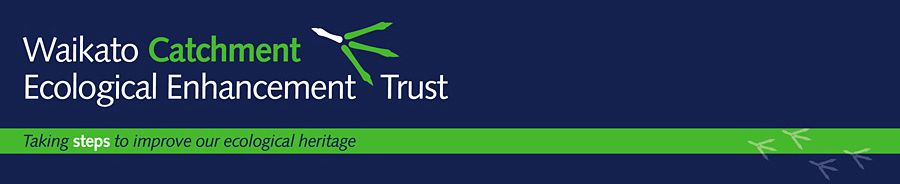 Waikato Catchment
Ecological Enhancement Trust
Taking steps to improve our ecological heritage